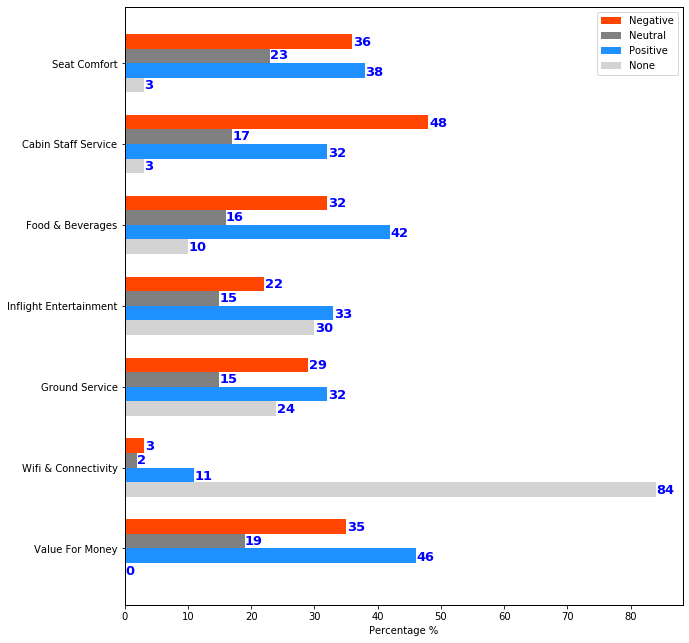 Negative
Neutral
Positive
None
Seat Comfort
36
23
38
3
Cabin Staff Service
48
17
32
3
Food & Beverages
32
16
42
10
Inflight Entertainment
22
15
33
30
Ground Service
29
15
32
24
Wifi & Connectivity
3
2
11
84
Value For Money
35
19
46
0
0 10 20 30 40 50 60 70 80
Percentage %